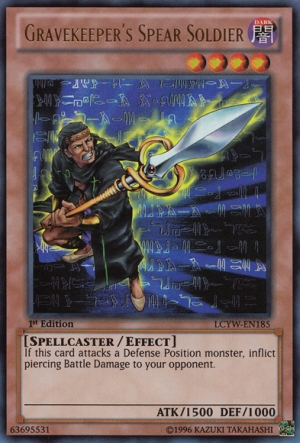 GRAVEKEEPER'S SPEAR SOLDIER
DARK
闇
1st Edition
LCYW-EN185
[SPELLCASTER / EFFECT]
If this card attacks a Defense Position monster, inflict
piercing Battle Damage to your opponent.
ATK/1500 DEF/1000
63695531
©1996 KAZUKI TAKAHASHI